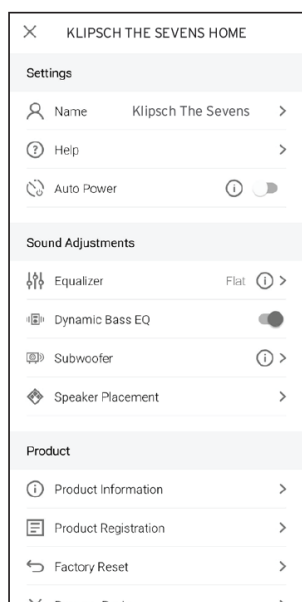 KLIPSCH THE SEVENS HOME
Settings
Name Klipsch The Sevens
Help
Auto Power
Sound Adjustments
Equalizer Flat
Dynamic Bass EQ
Subwoofer
Speaker Placement
Product
Product Information
Product Registration
Factory Reset